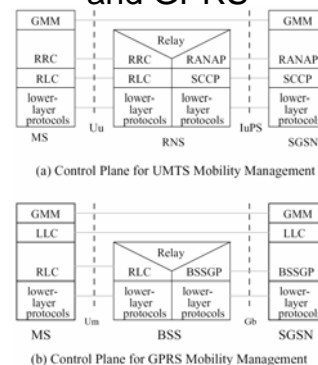 and GPRS
GMM GMM
Relay
RRC RRC RANAP RANAP
RLC RLC SCCP SCCP
lower- lower- lower- lower-
layer layer layer layer
protocols protocols protocols protocols
Uu IuPS
MS RNS SGSN
(a) Control Plane for UMTS Mobility Management
GMM GMM
LLC LLC
Relay
RLC RLC BSSGP BSSGP
lower- lower- lower- lower-
layer layer layer layer
protocols protocols protocols protocols
Um Gb
MS BSS SGSN
(b) Control Plane for GPRS Mobility Management